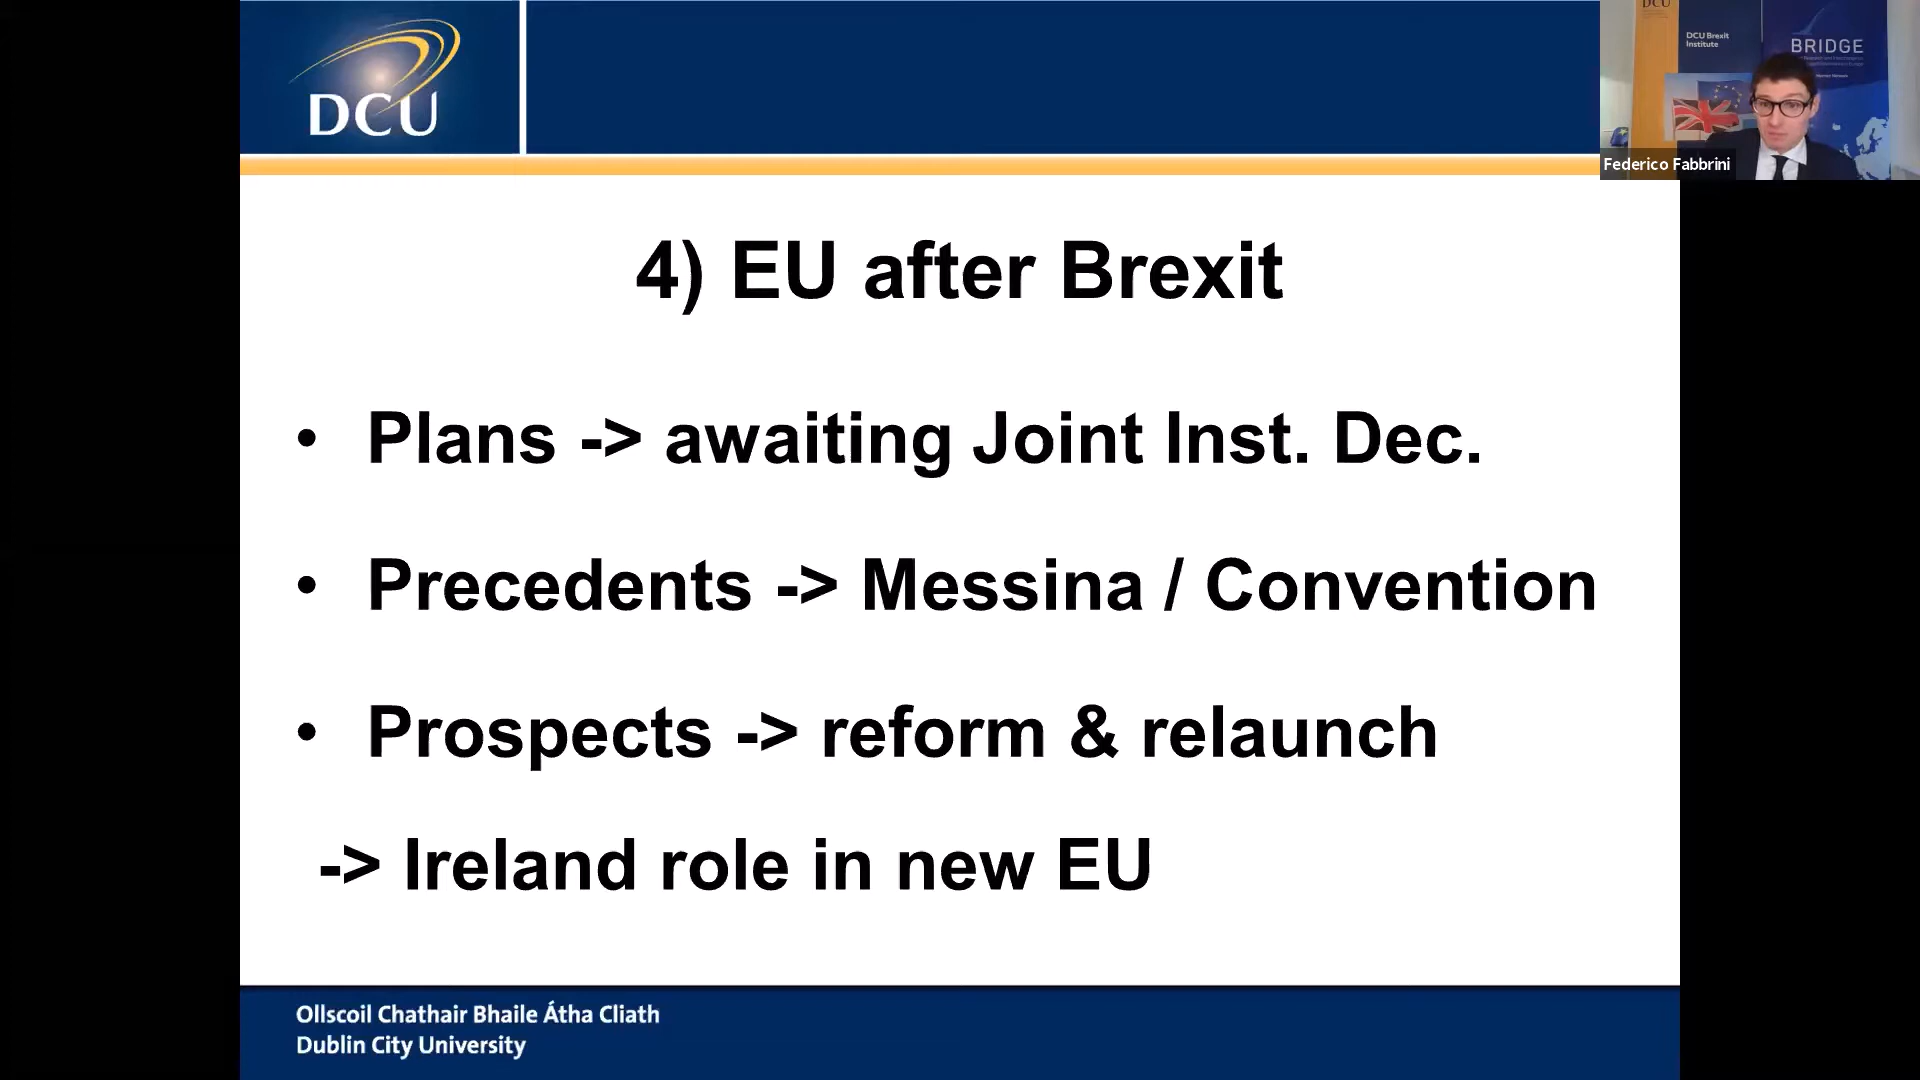 DCU
DCU
DCU Brexit
Institute
BRIDGE
Federico Fabbrini
4) EU after Brexit
• Plans -> awaiting Joint Inst. Dec.
• Precedents -> Messina / Convention
• Prospects -> reform & relaunch
-> Ireland role in new EU
Ollscoil Chathair Bhaile Átha Cliath
Dublin City University